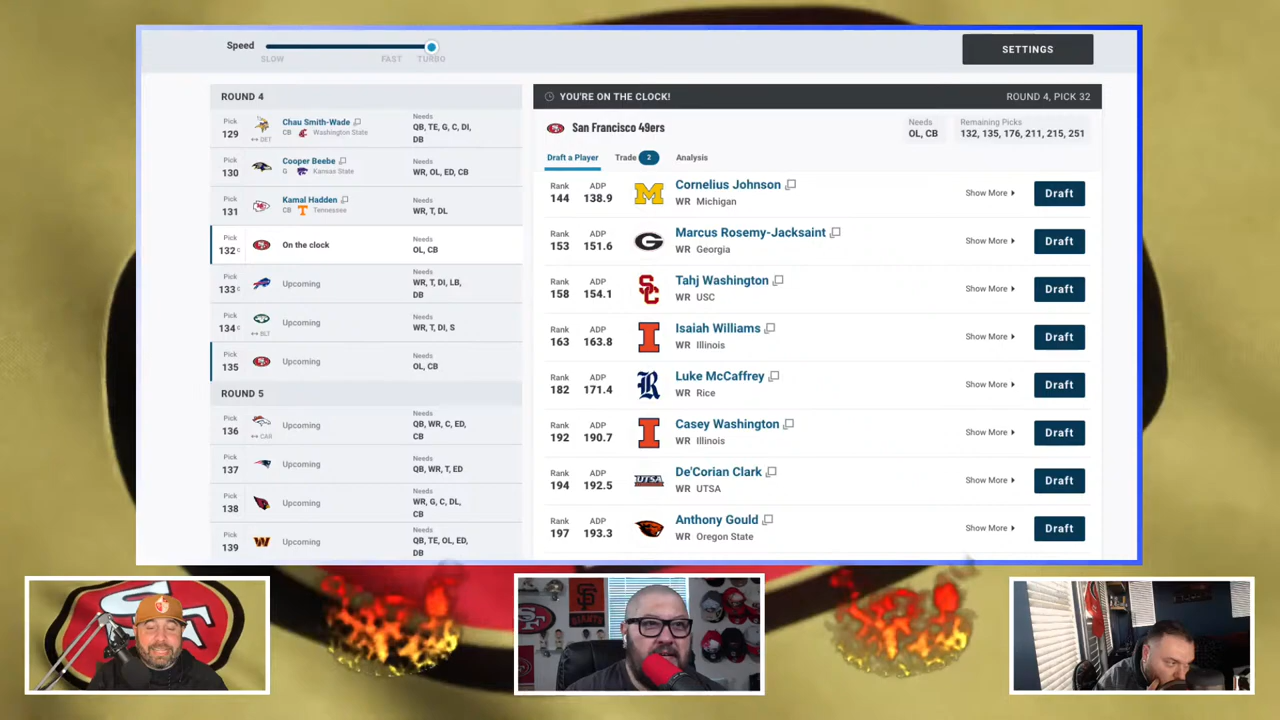 Speed
SLOW
FAST
TURBO
SETTINGS
ROUND 4
Pick
129
DET
Chau Smith-Wade
CB Washington State
Needs
QB, TE, G, C, DI,
DB
Pick
130
Cooper Beebe
G Kansas State
Needs
WR, OL, ED, CB
Pick
131
Kamal Hadden
CB Tennessee
Needs
WR, T, DL
Pick
132 C
On the clock
Needs
OL, CB
Pick
133 C
Upcoming
Needs
WR, T, DI, LB,
DB
Pick
134 C
BLT
Upcoming
Needs
WR, T, DI, S
Pick
135
Upcoming
Needs
OL, CB
ROUND 5
Pick
136
CAR
Upcoming
Needs
QB, WR, C, ED,
CB
Pick
137
Upcoming
Needs
QB, WR, T, ED
Pick
138
Upcoming
Needs
WR, G, C, DL,
CB
Pick
139
Upcoming
Needs
QB, TE, OL, ED,
DB
YOU'RE ON THE CLOCK!
ROUND 4, PICK 32
San Francisco 49ers
Needs
OL, CB
Remaining Picks
132, 135, 176, 211, 215, 251
Draft a Player
Trade 2
Analysis
Rank
144
ADP
138.9
Cornelius Johnson
WR Michigan
Show More
Draft
Rank
153
ADP
151.6
Marcus Rosemy-Jacksaint
WR Georgia
Show More
Draft
Rank
158
ADP
154.1
Tahj Washington
WR USC
Show More
Draft
Rank
163
ADP
163.8
Isaiah Williams
WR Illinois
Show More
Draft
Rank
182
ADP
171.4
Luke McCaffrey
WR Rice
Show More
Draft
Rank
192
ADP
190.7
Casey Washington
WR Illinois
Show More
Draft
Rank
194
ADP
192.5
UTSA
De'Corian Clark
WR UTSA
Show More
Draft
Rank
197
ADP
193.3
Anthony Gould
WR Oregon State
Show More
Draft
SF
GIANTS